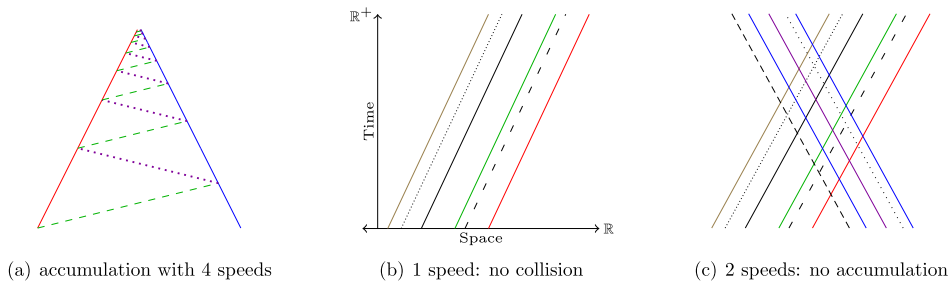 ℝ⁺
Time
ℝ
Space
(a) accumulation with 4 speeds
(b) 1 speed: no collision
(c) 2 speeds: no accumulation